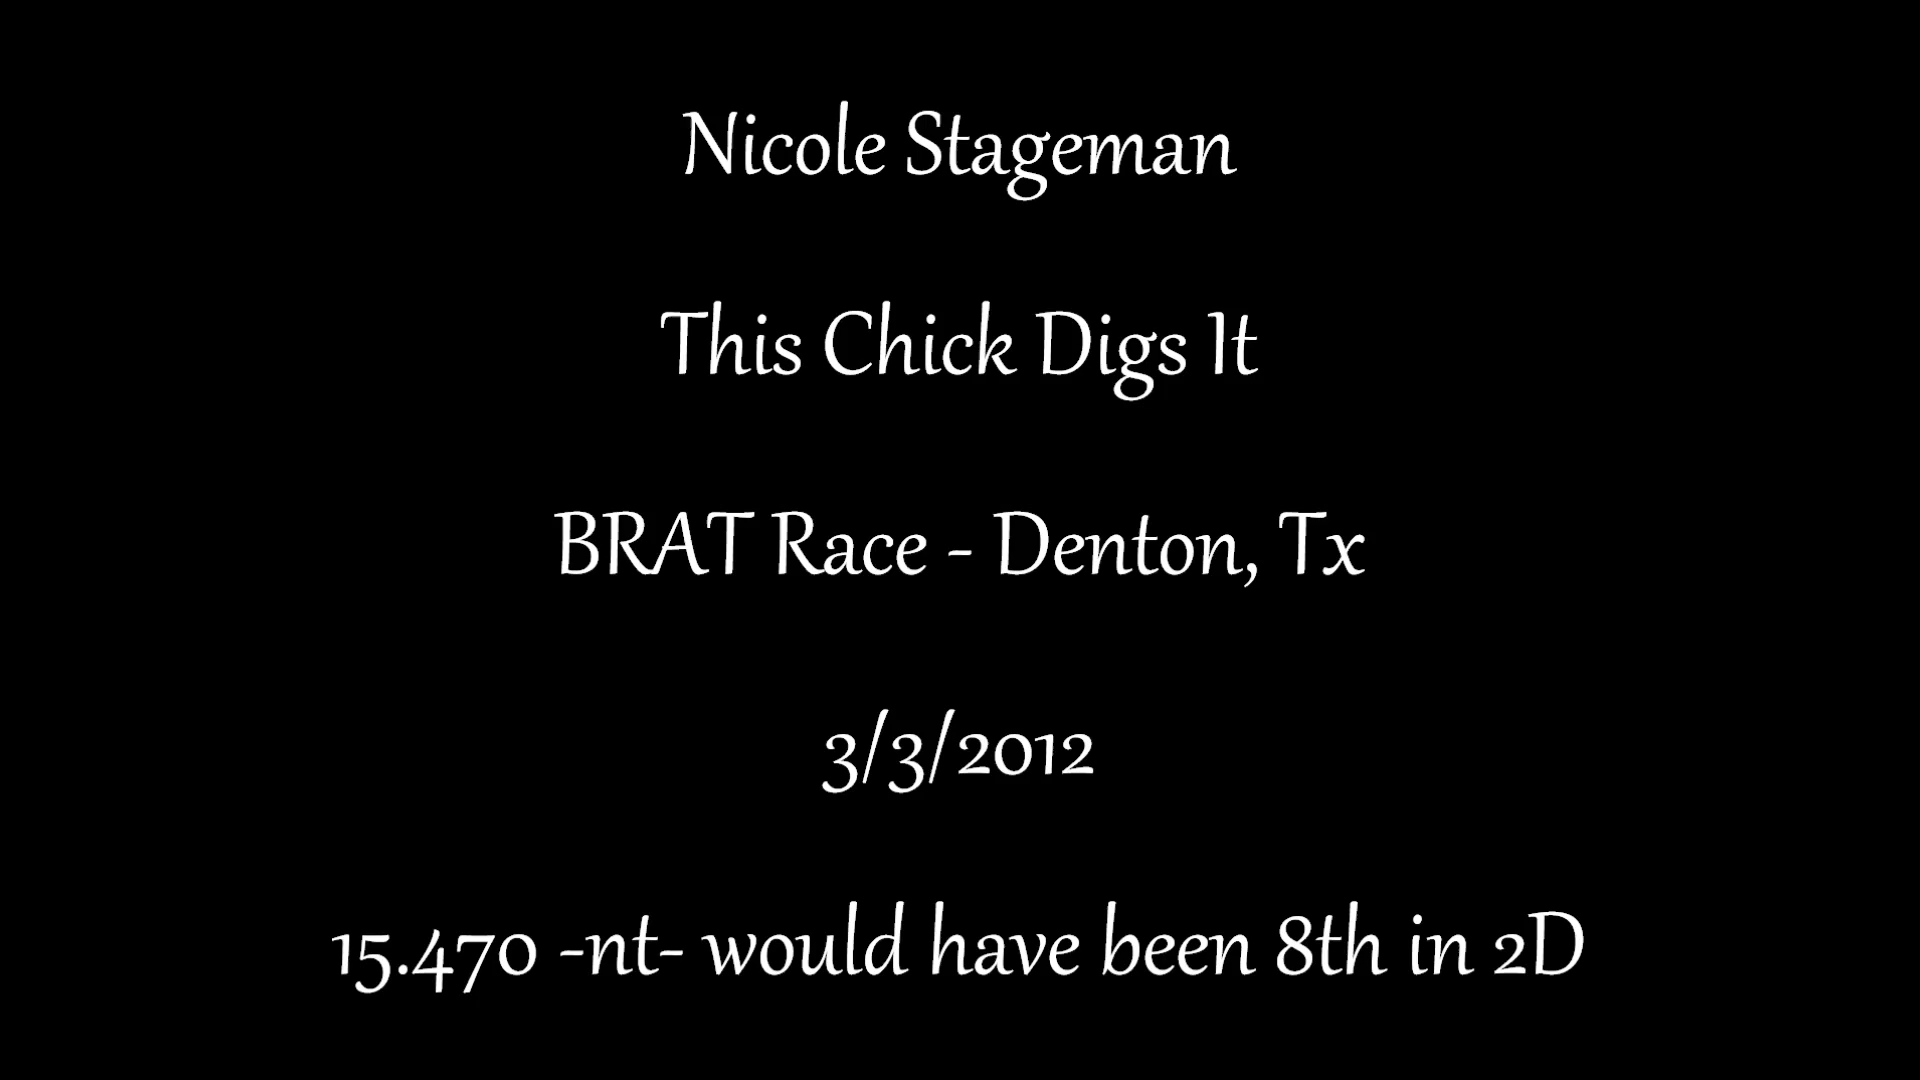 Nicole Stageman
This Chick Digs It
BRAT Race - Denton, Tx
3/3/2012
15.470 -nt- would have been 8th in 2D